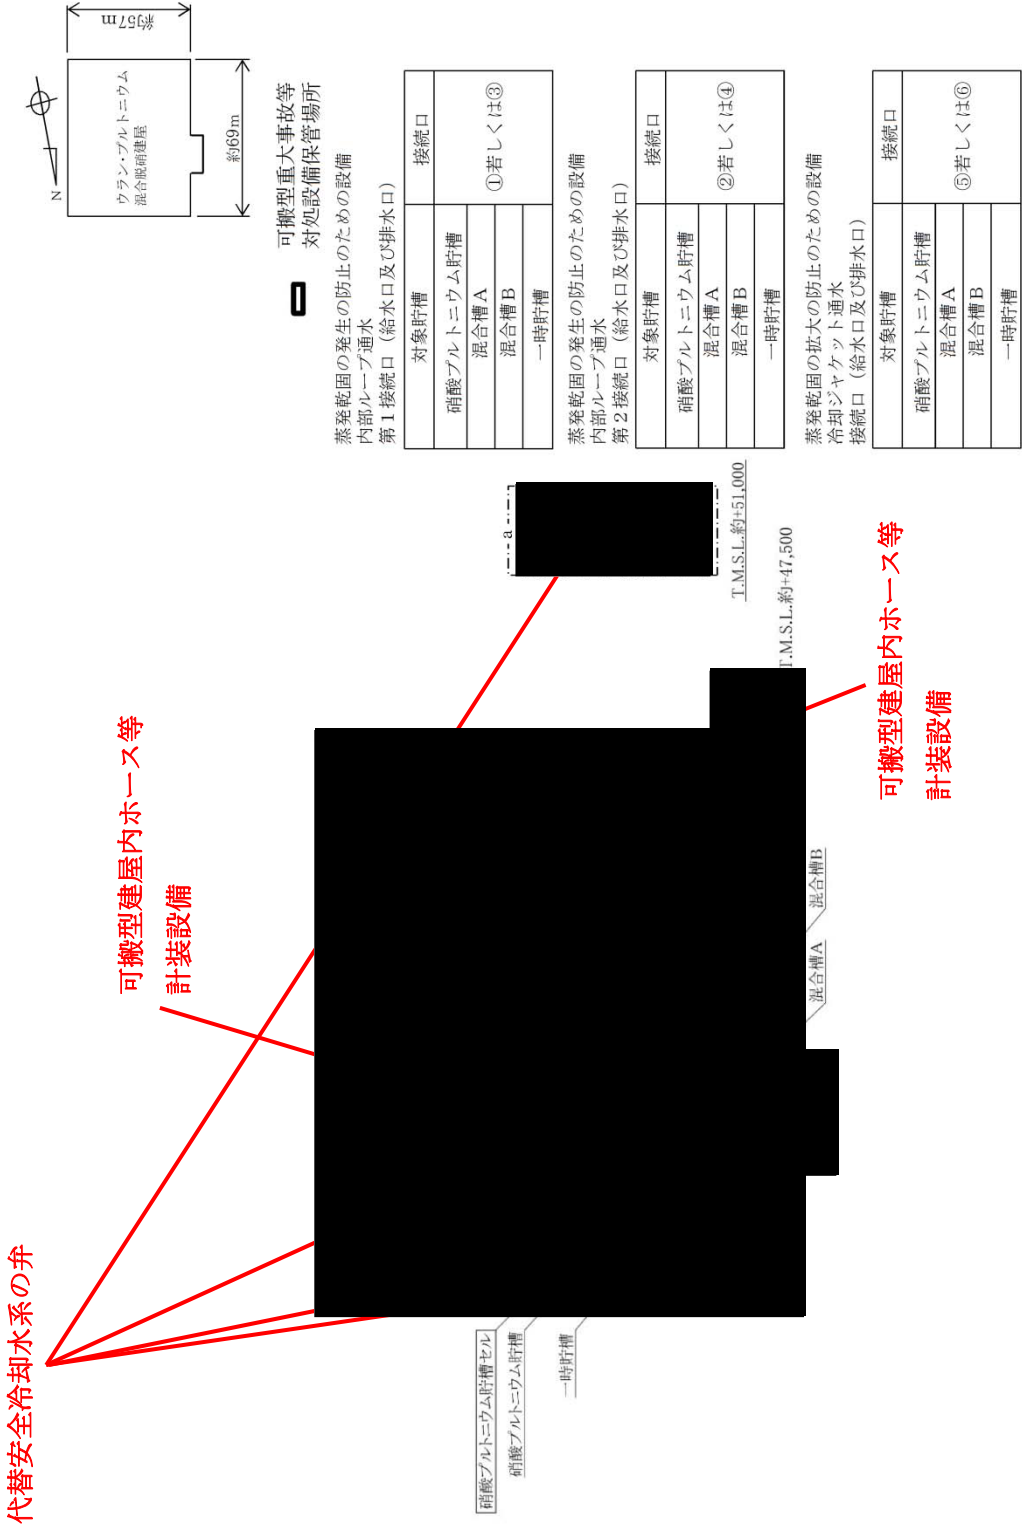 代替安全冷却水系の弁
可搬型建屋内ホース等
計装設備
硝酸プルトニウム貯槽セル
硝酸プルトニウム貯槽
一時貯槽
a
T.M.S.L.約+51,000
T.M.S.L.約+47,500
混合槽A
混合槽B
可搬型建屋内ホース等
計装設備
N
ウラン・プルトニウム
混合脱硝建屋
約57m
約69m
可搬型重大事故等
対処設備保管場所
蒸発乾固の発生の防止のための設備
内部ループ通水
第1接続口（給水口及び排水口）
対象貯槽 接続口
硝酸プルトニウム貯槽 ①若しくは③
混合槽A
混合槽B
一時貯槽
蒸発乾固の発生の防止のための設備
内部ループ通水
第2接続口（給水口及び排水口）
対象貯槽 接続口
硝酸プルトニウム貯槽 ②若しくは④
混合槽A
混合槽B
一時貯槽
蒸発乾固の拡大の防止のための設備
冷却ジャケット通水
接続口（給水口及び排水口）
対象貯槽 接続口
硝酸プルトニウム貯槽 ⑤若しくは⑥
混合槽A
混合槽B
一時貯槽